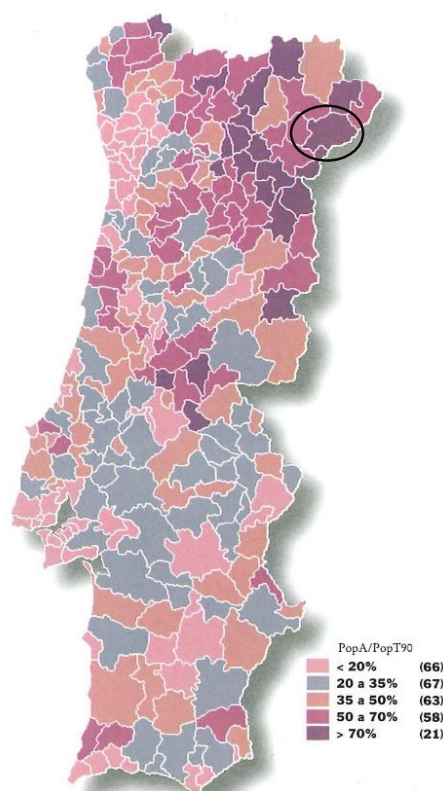 PopA/PopT90
< 20% (66)
20 a 35% (67)
35 a 50% (63)
50 a 70% (58)
> 70% (21)